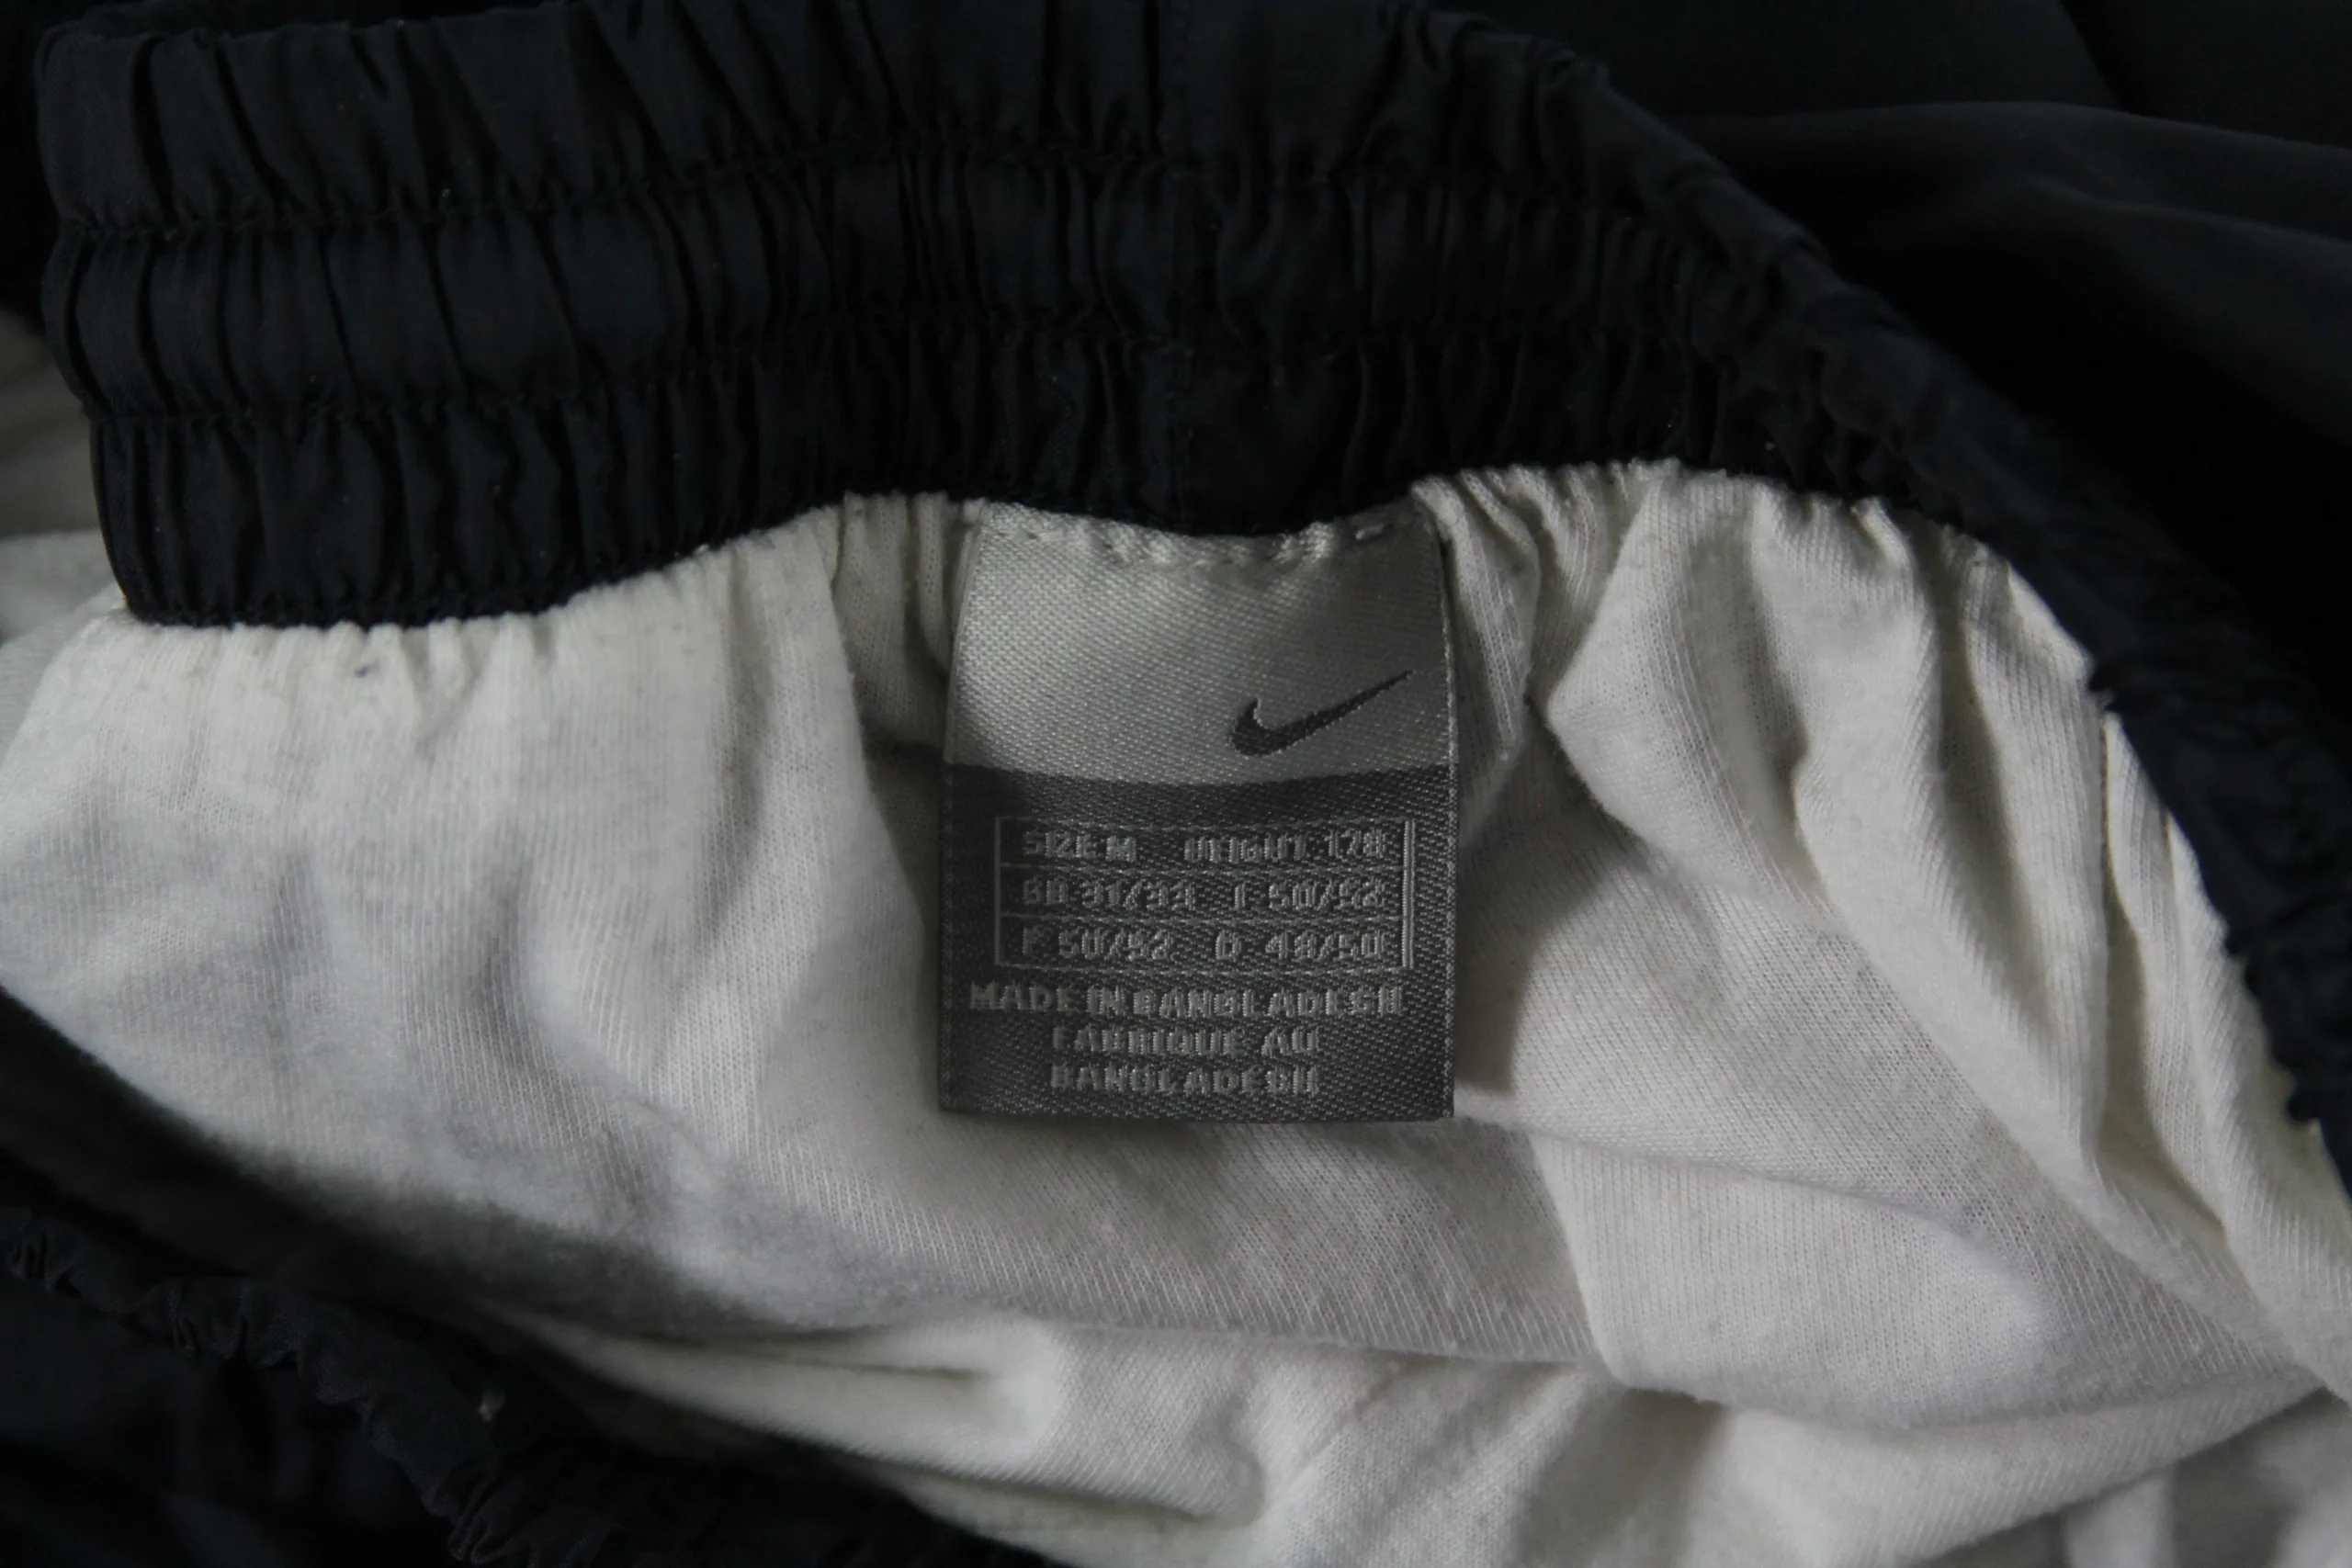 SIZE M HEIGHT 178
GB 31/33 I 50/52
F 50/52 D 48/50
MADE IN BANGLADESH
FABRIQUE AU
BANGLADESH